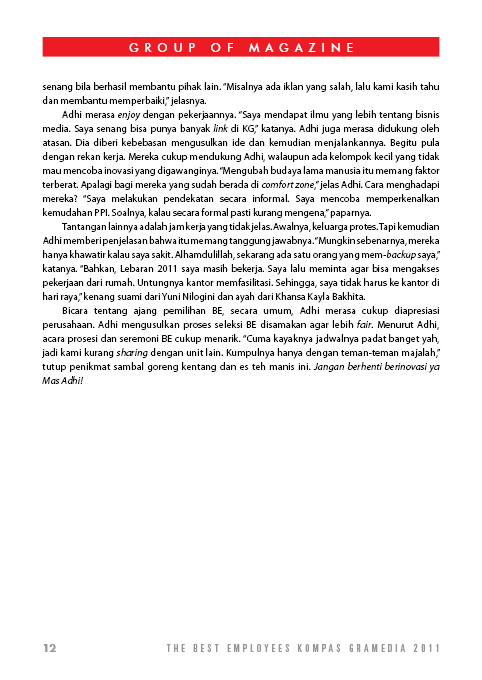 GROUP OF MAGAZINE
senang bila berhasil membantu pihak lain. “Misalnya ada iklan yang salah, lalu kami kasih tahu
dan membantu memperbaiki,” jelasnya.
Adhi merasa enjoy dengan pekerjaannya. “Saya mendapat ilmu yang lebih tentang bisnis
media. Saya senang bisa punya banyak link di KG,” katanya. Adhi juga merasa didukung oleh
atasan. Dia diberi kebebasan mengusulkan ide dan kemudian menjalankannya. Begitu pula
dengan rekan kerja. Mereka cukup mendukung Adhi, walaupun ada kelompok kecil yang tidak
mau mencoba inovasi yang digawanginya. “Mengubah budaya lama manusia itu memang faktor
terberat. Apalagi bagi mereka yang sudah berada di comfort zone,” jelas Adhi. Cara menghadapi
mereka? “Saya melakukan pendekatan secara informal. Saya mencoba memperkenalkan
kemudahan PPI. Soalnya, kalau secara formal pasti kurang mengena,” paparnya.
Tantangan lainnya adalah jam kerja yang tidak jelas. Awalnya, keluarga protes. Tapi kemudian
Adhi memberi penjelasan bahwa itu memang tanggung jawabnya. “Mungkin sebenarnya, mereka
hanya khawatir kalau saya sakit. Alhamdulillah, sekarang ada satu orang yang mem-backup saya,”
katanya. “Bahkan, Lebaran 2011 saya masih bekerja. Saya lalu meminta agar bisa mengakses
pekerjaan dari rumah. Untungnya kantor memfasilitasi. Sehingga, saya tidak harus ke kantor di
hari raya,” kenang suami dari Yuni Nilogini dan ayah dari Khansa Kayla Bakhita.
Bicara tentang ajang pemilihan BE, secara umum, Adhi merasa cukup diapresiasi
perusahaan. Adhi mengusulkan proses seleksi BE disamakan agar lebih fair. Menurut Adhi,
acara prosesi dan seremoni BE cukup menarik. “Cuma kayaknya jadwalnya padat banget yah,
jadi kami kurang sharing dengan unit lain. Kumpulnya hanya dengan teman-teman majalah,”
tutup penikmat sambal goreng kentang dan es teh manis ini. Jangan berhenti berinovasi ya
Mas Adhi!
12 THE BEST EMPLOYEES KOMPAS GRAMEDIA 2011